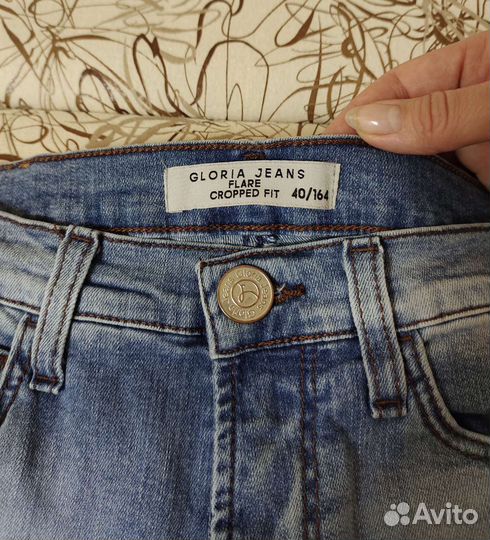 GLORIA JEANS
FLARE
CROPPED FIT 40/164
Avito